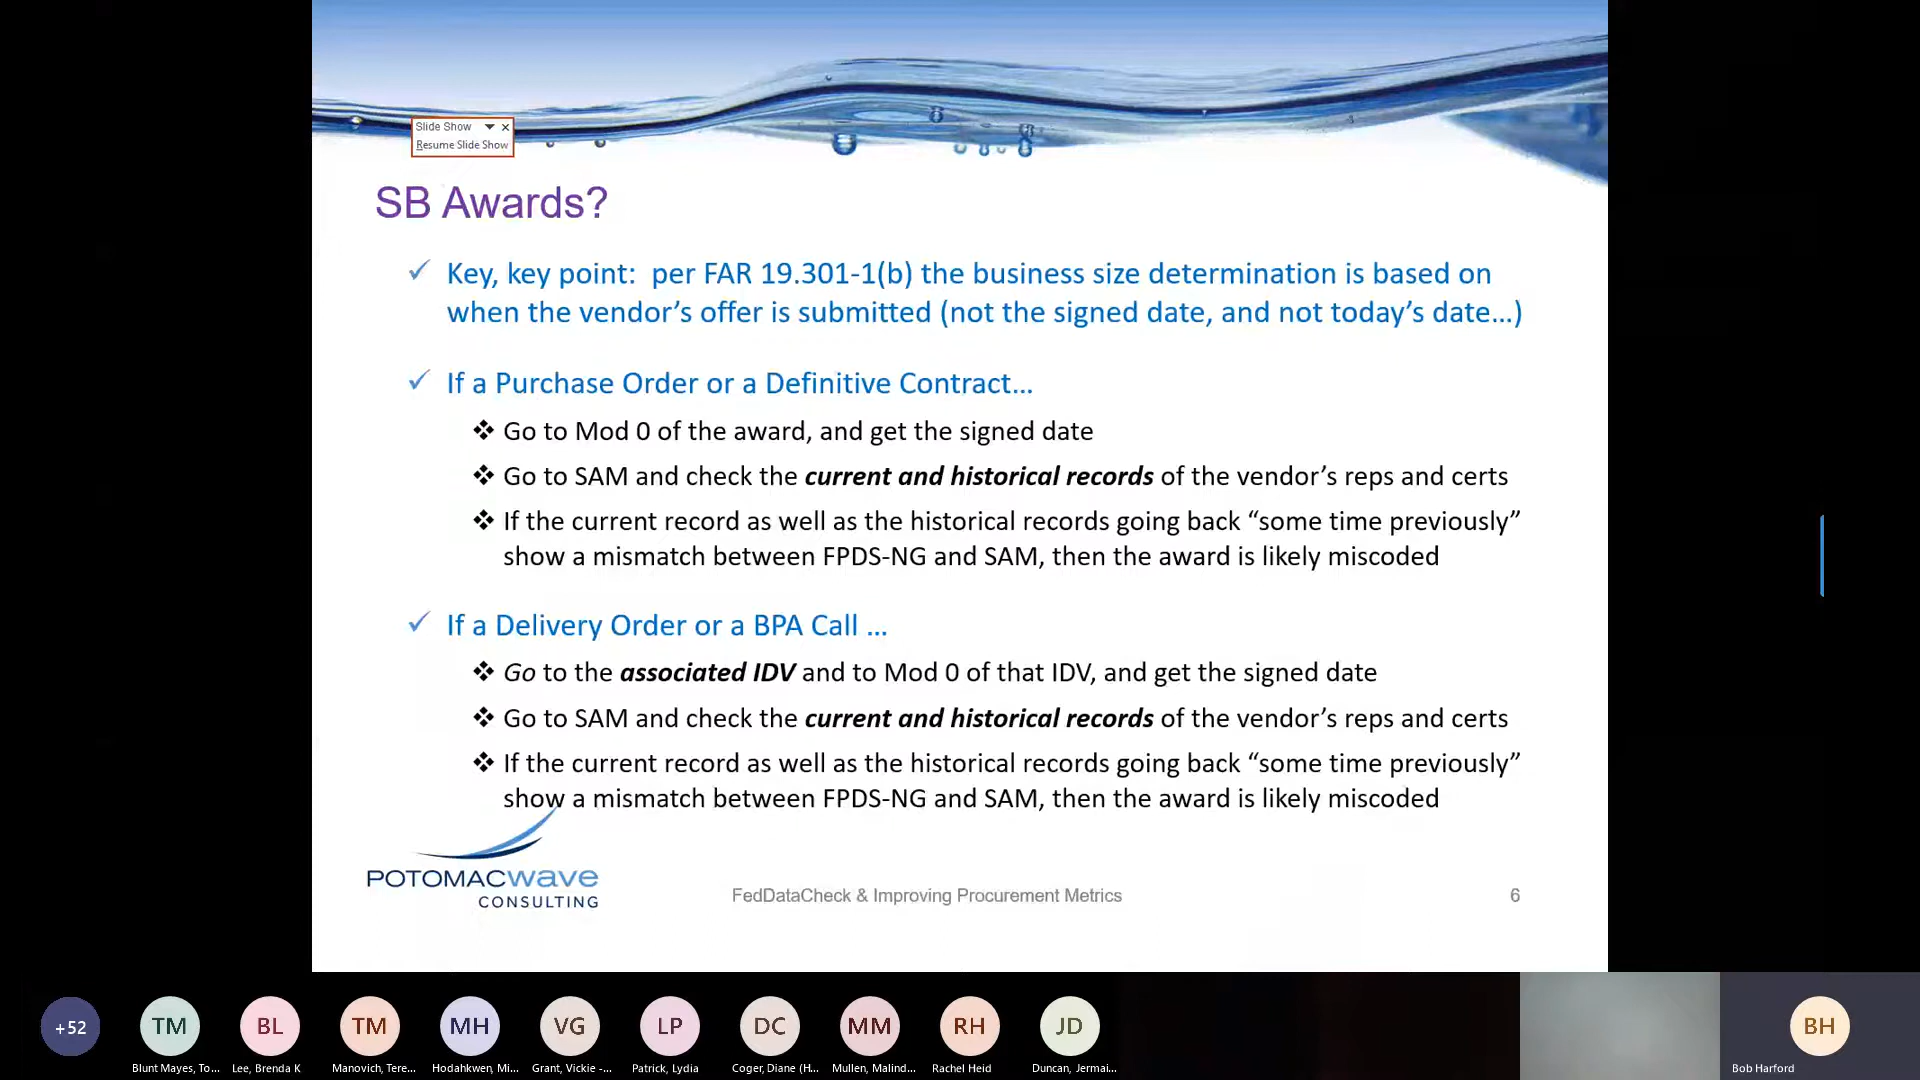 Slide Show
Resume Slide Show
SB Awards?
✓ Key, key point:  per FAR 19.301-1(b) the business size determination is based on
when the vendor’s offer is submitted (not the signed date, and not today’s date…)
✓ If a Purchase Order or a Definitive Contract…
❖ Go to Mod 0 of the award, and get the signed date
❖ Go to SAM and check the current and historical records of the vendor’s reps and certs
❖ If the current record as well as the historical records going back “some time previously”
show a mismatch between FPDS-NG and SAM, then the award is likely miscoded
✓ If a Delivery Order or a BPA Call …
❖ Go to the associated IDV and to Mod 0 of that IDV, and get the signed date
❖ Go to SAM and check the current and historical records of the vendor’s reps and certs
❖ If the current record as well as the historical records going back “some time previously”
show a mismatch between FPDS-NG and SAM, then the award is likely miscoded
POTOMACwave
CONSULTING
FedDataCheck & Improving Procurement Metrics
6
+52
TM
BL
TM
MH
VG
LP
DC
MM
RH
JD
BH
Blunt Mayes, To...
Lee, Brenda K
Manovich, Tere...
Hodahkwen, Mi...
Grant, Vickie -...
Patrick, Lydia
Coger, Diane (H...
Mullen, Malind...
Rachel Heid
Duncan, Jermai...
Bob Harford